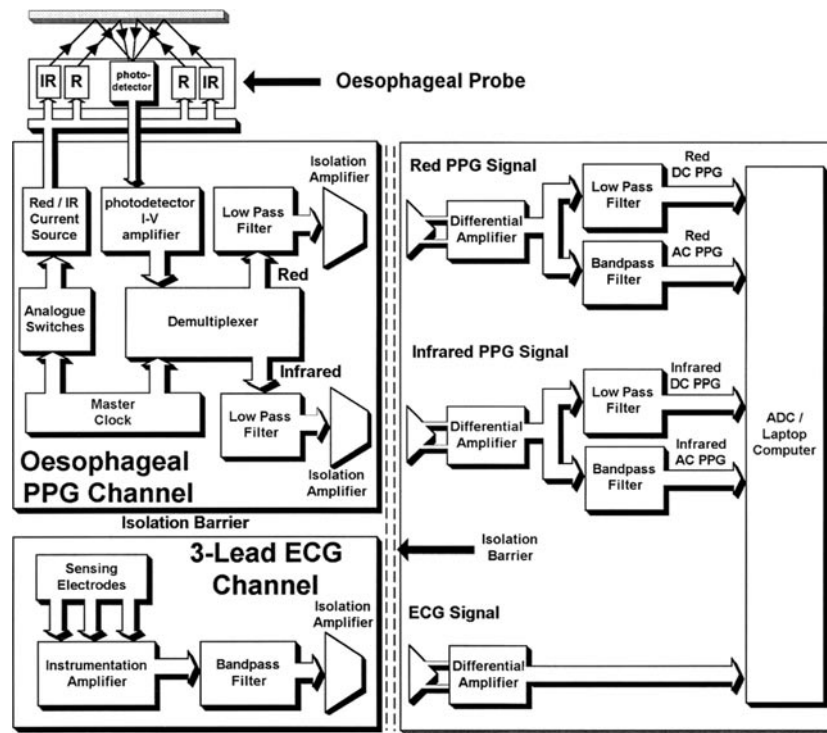 IR
R
photo-
detector
R
IR
Oesophageal Probe
Red / IR
Current
Source
photodetector
I-V
amplifier
Low Pass
Filter
Isolation
Amplifier
Red
Analogue
Switches
Demultiplexer
Infrared
Master
Clock
Low Pass
Filter
Isolation
Amplifier
Oesophageal
PPG Channel
Isolation Barrier
3-Lead ECG
Channel
Sensing
Electrodes
Isolation
Amplifier
Instrumentation
Amplifier
Bandpass
Filter
Red PPG Signal
Differential
Amplifier
Low Pass
Filter
Red
DC PPG
Bandpass
Filter
Red
AC PPG
Infrared PPG Signal
Differential
Amplifier
Low Pass
Filter
Infrared
DC PPG
Bandpass
Filter
Infrared
AC PPG
ADC /
Laptop
Computer
Isolation
Barrier
ECG Signal
Differential
Amplifier